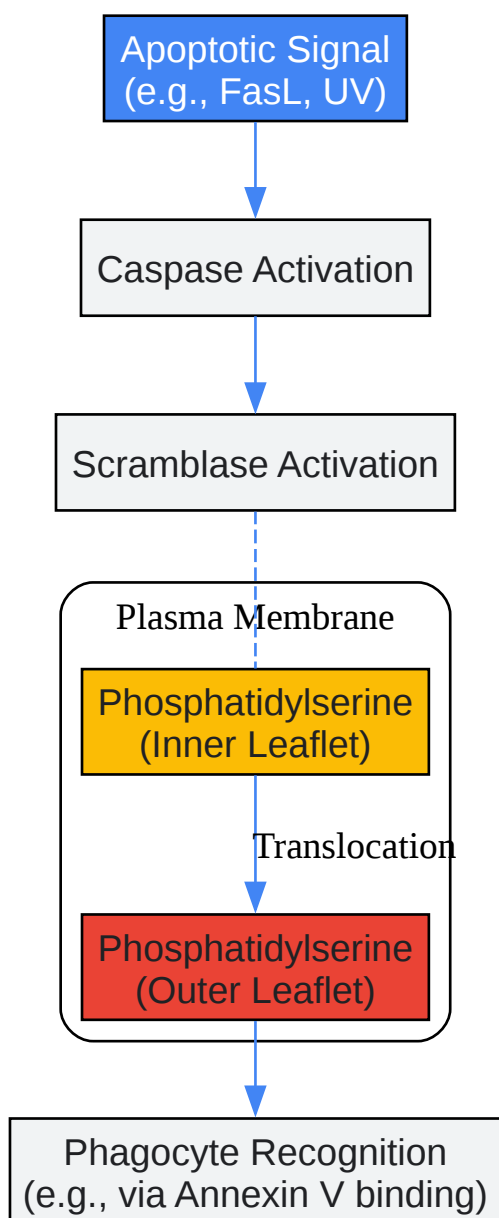 Apoptotic Signal
(e.g., FasL, UV)
Caspase Activation
Scramblase Activation
Plasma Membrane
Phosphatidylserine
(Inner Leaflet)
Translocation
Phosphatidylserine
(Outer Leaflet)
Phagocyte Recognition
(e.g., via Annexin V binding)